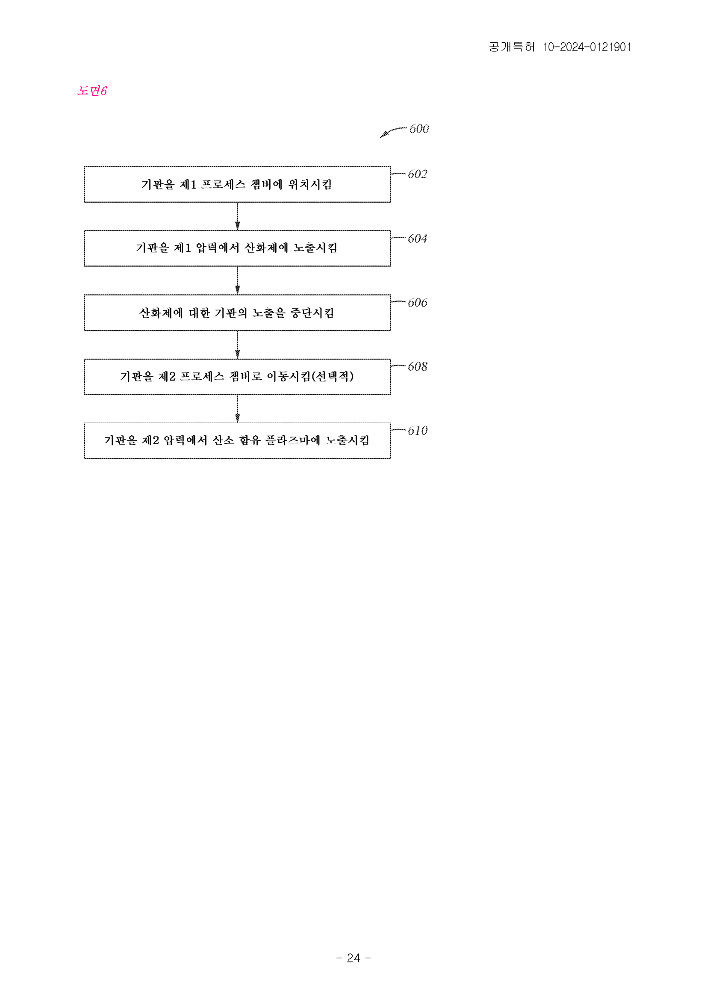 공개특허 10-2024-0121901
도면6
600
기판을 제1 프로세스 챔버에 위치시킴
602
기판을 제1 압력에서 산화제에 노출시킴
604
산화제에 대한 기판의 노출을 중단시킴
606
기판을 제2 프로세스 챔버로 이동시킴(선택적)
608
기판을 제2 압력에서 산소 함유 플라즈마에 노출시킴
610
- 24 -